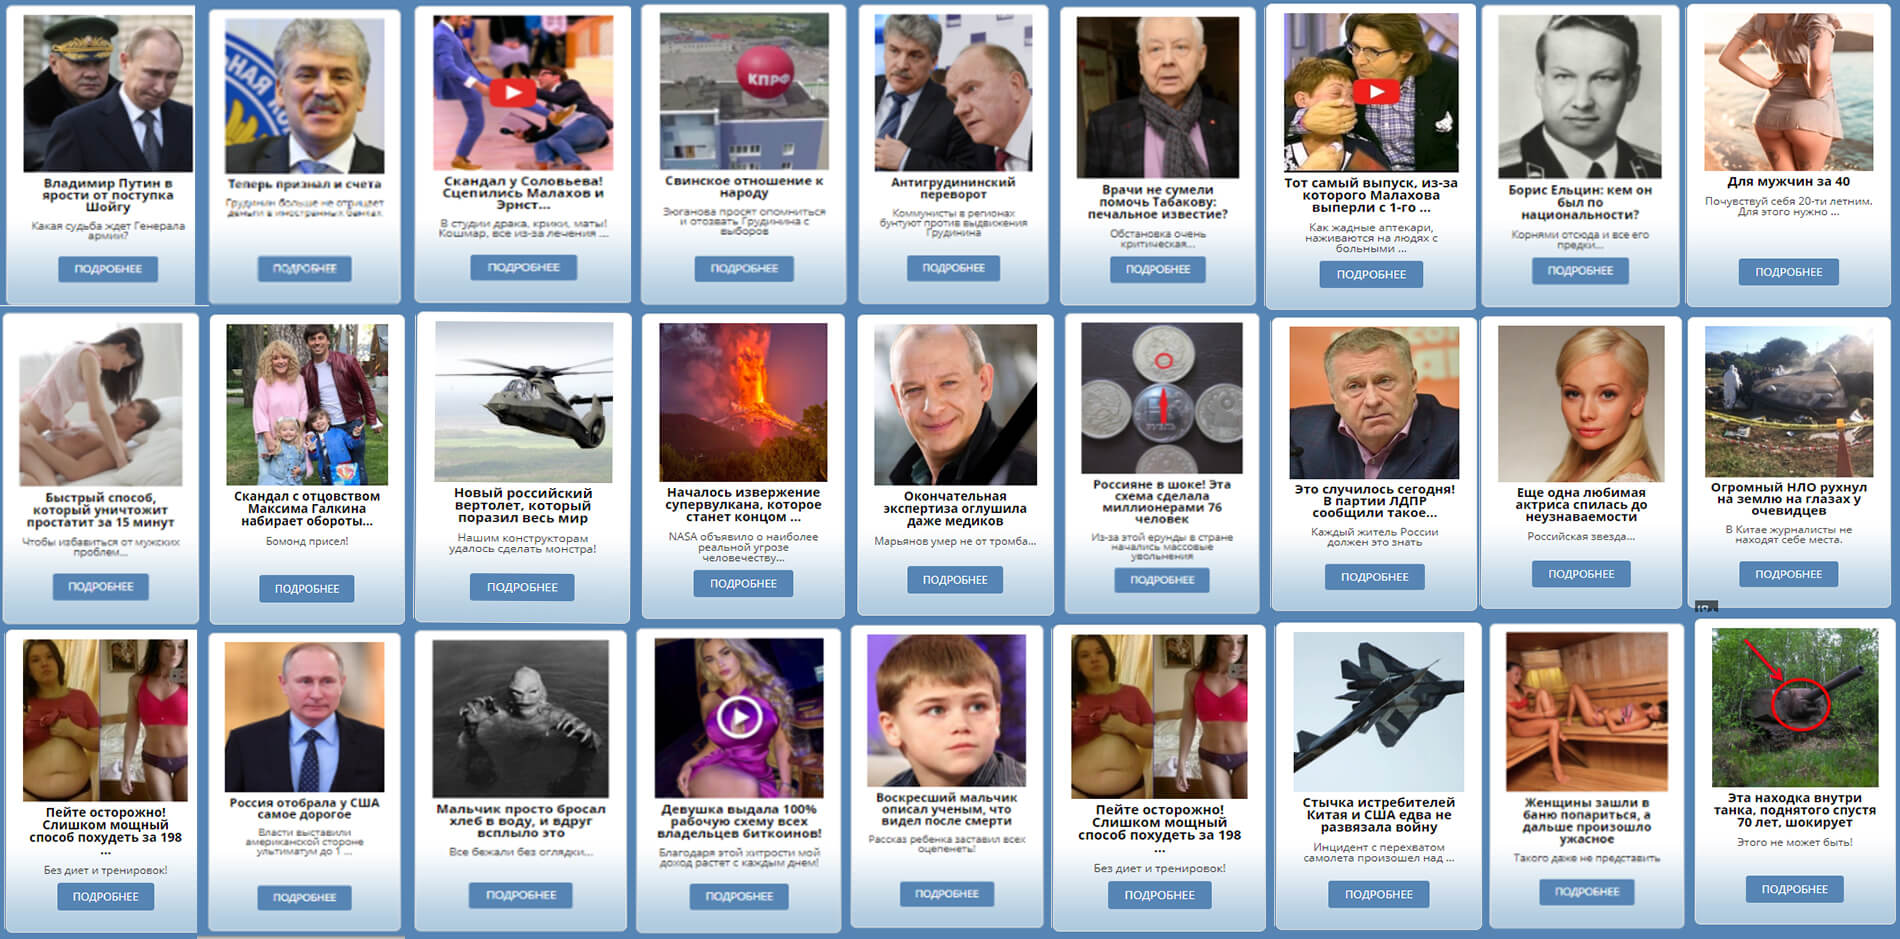 Владимир Путин в
ярости от поступка
Шойгу
Какая судьба ждет Генерала
армии?
ПОДРОБНЕЕ
Теперь признал и счета
Грудинин больше не отрицает
деньги в иностранных банках.
ПОДРОБНЕЕ
Скандал у Соловьева!
Сцепились Малахов и
Эрнст...
В студии драка, крики, маты!
Кошмар, все из-за лечения ...
ПОДРОБНЕЕ
КПРФ
Свинское отношение к
народу
Зюганова просят опомниться
и отозвать Грудинина с
выборов
ПОДРОБНЕЕ
Антигрудининский
переворот
Коммунисты в регионах
бунтуют против выдвижения
Грудинина
ПОДРОБНЕЕ
Врачи не сумели
помочь Табакову:
печальное известие?
Обстановка очень
критическая...
ПОДРОБНЕЕ
Тот самый выпуск, из-за
которого Малахова
выперли с 1-го ...
Как жадные аптекари,
наживаются на людях с
больными ...
ПОДРОБНЕЕ
Борис Ельцин: кем он
был по
национальности?
Корнями отсюда и все его
предки...
ПОДРОБНЕЕ
Для мужчин за 40
Почувствуй себя 20-ти летним.
Для этого нужно ...
ПОДРОБНЕЕ
Быстрый способ,
который уничтожит
простатит за 15 минут
Чтобы избавиться от мужских
проблем...
ПОДРОБНЕЕ
Скандал с отцовством
Максима Галкина
набирает обороты...
Бомонд присел!
ПОДРОБНЕЕ
Новый российский
вертолет, который
поразил весь мир
Нашим конструкторам
удалось сделать монстра!
ПОДРОБНЕЕ
Началось извержение
супервулкана, которое
станет концом ...
NASA объявило о наиболее
реальной угрозе
человечеству...
ПОДРОБНЕЕ
Окончательная
экспертиза оглушила
даже медиков
Марьянов умер не от тромба...
ПОДРОБНЕЕ
Россияне в шоке! Эта
схема сделала
миллионерами 76
человек
Из-за этой ерунды в стране
начались массовые
увольнения
ПОДРОБНЕЕ
Это случилось сегодня!
В партии ЛДПР
сообщили такое...
Каждый житель России
должен это знать
ПОДРОБНЕЕ
Еще одна любимая
актриса спилась до
неузнаваемости
Российская звезда...
ПОДРОБНЕЕ
Огромный НЛО рухнул
на землю на глазах у
очевидцев
В Китае журналисты не
находят себе места.
ПОДРОБНЕЕ
Пейте осторожно!
Слишком мощный
способ похудеть за 198
...
Без диет и тренировок!
ПОДРОБНЕЕ
Россия отобрала у США
самое дорогое
Власти выставили
американской стороне
ультиматум до 1 ...
ПОДРОБНЕЕ
Мальчик просто бросал
хлеб в воду, и вдруг
всплыло это
Все бежали без оглядки...
ПОДРОБНЕЕ
Девушка выдала 100%
рабочую схему всех
владельцев биткоинов!
Благодаря этой хитрости мой
доход растет с каждым днем!
ПОДРОБНЕЕ
Воскресший мальчик
описал ученым, что
видел после смерти
Рассказ ребенка заставил всех
оцепенеть!
ПОДРОБНЕЕ
Пейте осторожно!
Слишком мощный
способ похудеть за 198
...
Без диет и тренировок!
ПОДРОБНЕЕ
Стычка истребителей
Китая и США едва не
развязала войну
Инцидент с перехватом
самолета произошел над ...
ПОДРОБНЕЕ
Женщины зашли в
баню попариться, а
дальше произошло
ужасное
Такого даже не представить
ПОДРОБНЕЕ
Эта находка внутри
танка, поднятого спустя
70 лет, шокирует
Этого не может быть!
ПОДРОБНЕЕ